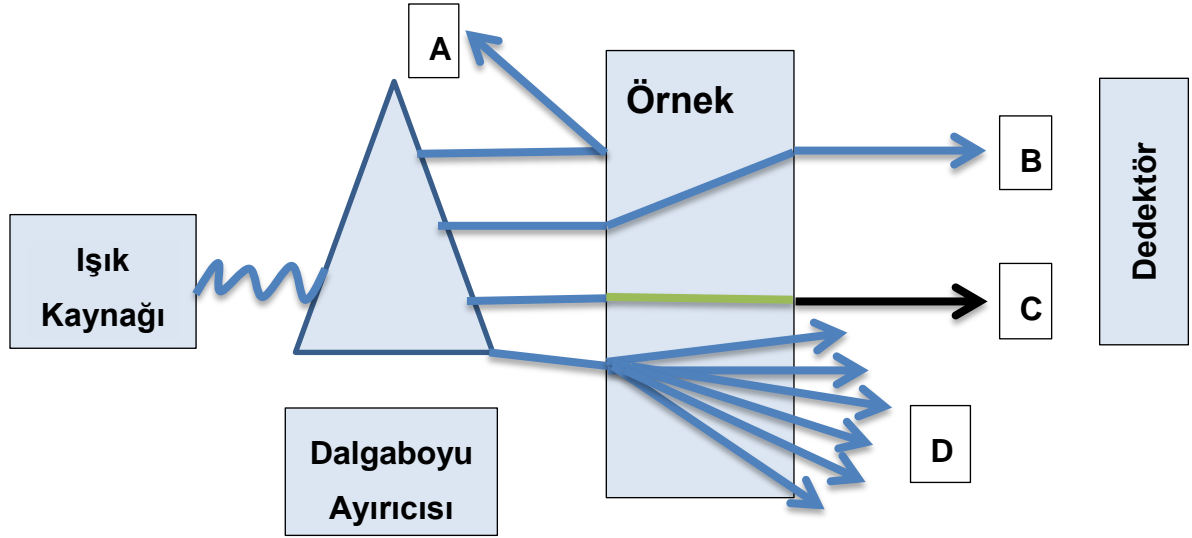 A
Örnek
B
Işık
Kaynağı
C
Dedektör
D
Dalgaboyu
Ayırıcısı